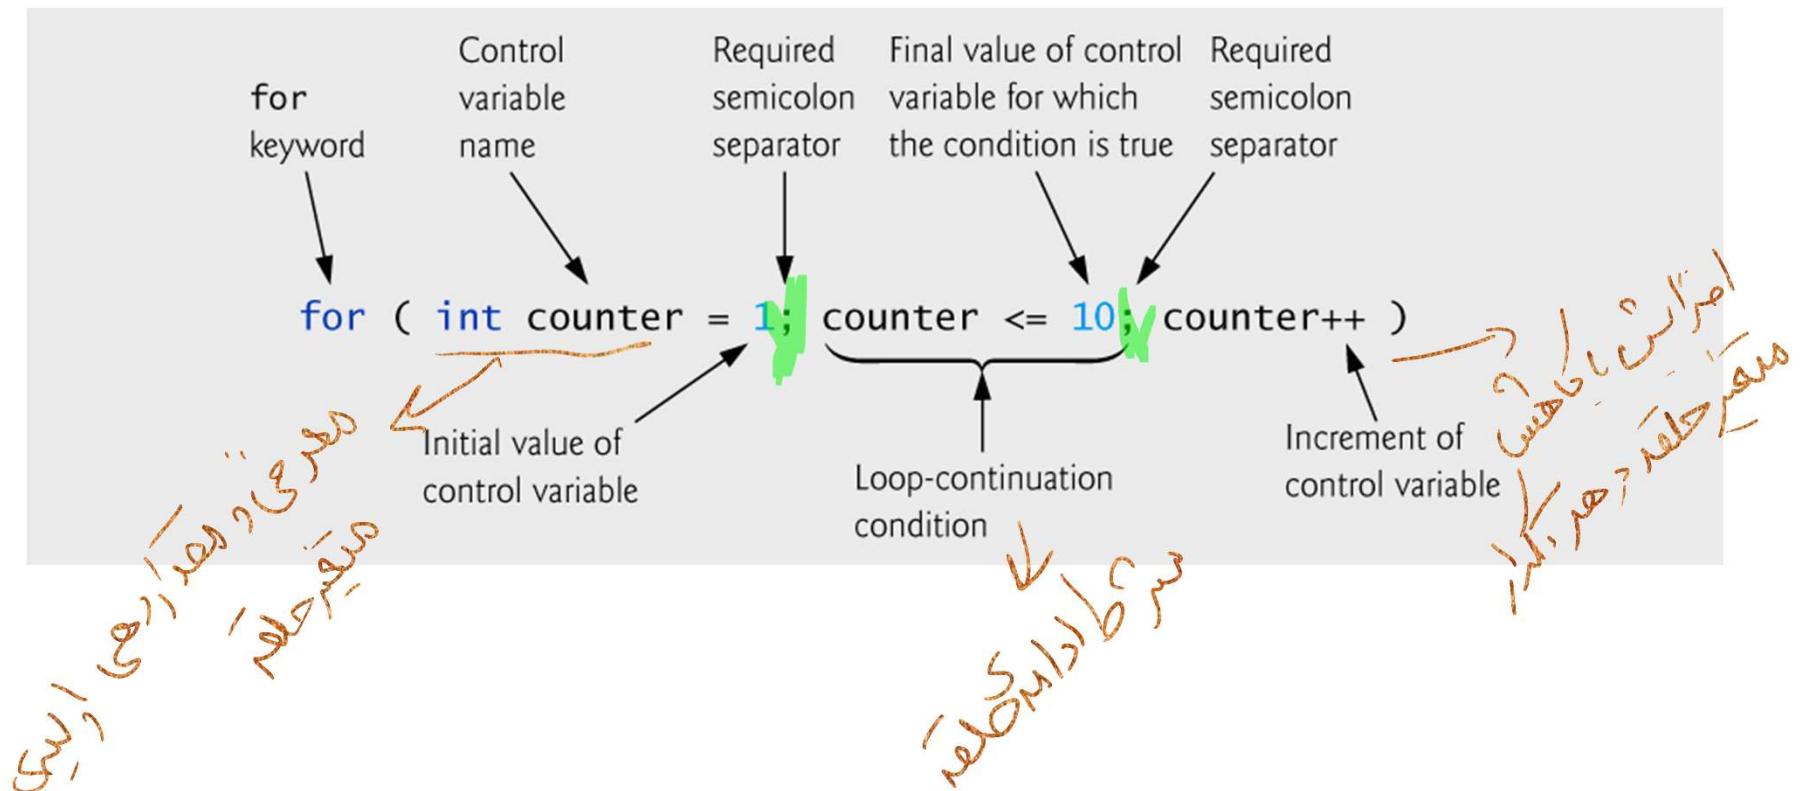 for
keyword
Control
variable
name
Required
semicolon
separator
Final value of control
variable for which
the condition is true
Required
semicolon
separator
for ( int counter = 1; counter <= 10; counter++ )
Initial value of
control variable
Loop-continuation
condition
Increment of
control variable
معرفی و مقداردهی اولیه‌ی
متغیر حلقه
شرط ادامه‌ی حلقه
افزایش یا کاهش
متغیر حلقه در هر تکرار